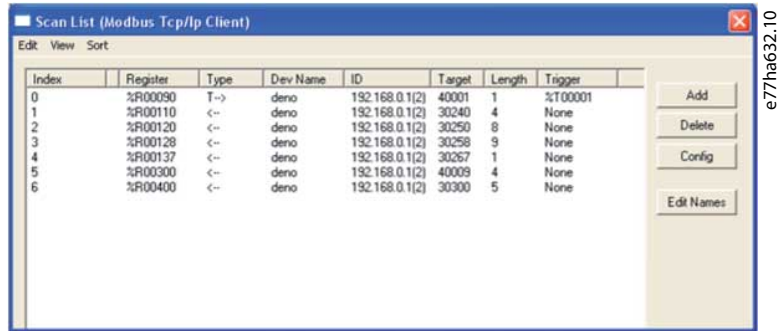 Scan List (Modbus Tcp/Ip Client)
Edit View Sort
Index Register Type Dev Name ID Target Length Trigger
0 %R00090 T--> deno 192.168.0.1(2) 40001 1 %T00001
1 %R00110 <-- deno 192.168.0.1(2) 30240 4 None
2 %R00120 <-- deno 192.168.0.1(2) 30250 8 None
3 %R00128 <-- deno 192.168.0.1(2) 30258 9 None
4 %R00137 <-- deno 192.168.0.1(2) 30267 1 None
5 %R00300 <-- deno 192.168.0.1(2) 40009 4 None
6 %R00400 <-- deno 192.168.0.1(2) 30300 5 None
Add
Delete
Config
Edit Names
e77ha632.10